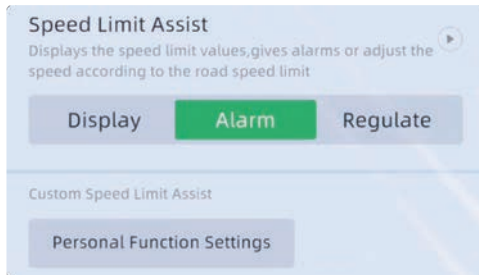 Speed Limit Assist
Displays the speed limit values,gives alarms or adjust the
speed according to the road speed limit
Display Alarm Regulate
Custom Speed Limit Assist
Personal Function Settings